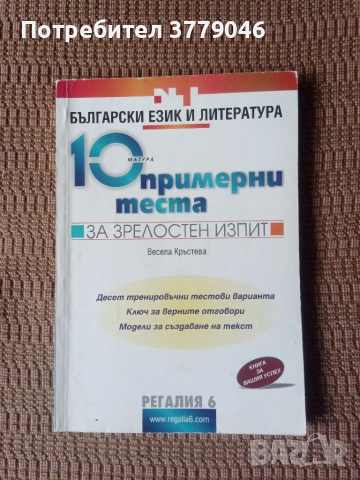 Потребител 3779046
БЪЛГАРСКИ ЕЗИК И ЛИТЕРАТУРА
10
МАТУРА
примерни
теста
ЗА ЗРЕЛОСТЕН ИЗПИТ
Весела Кръстева
Десет тренировъчни тестови варианта
Ключ за верните отговори
Модели за създаване на текст
КНИГА
ЗА
ВАШИЯ УСПЕХ
РЕГАЛИЯ 6
www.regalia6.com
BAZAR